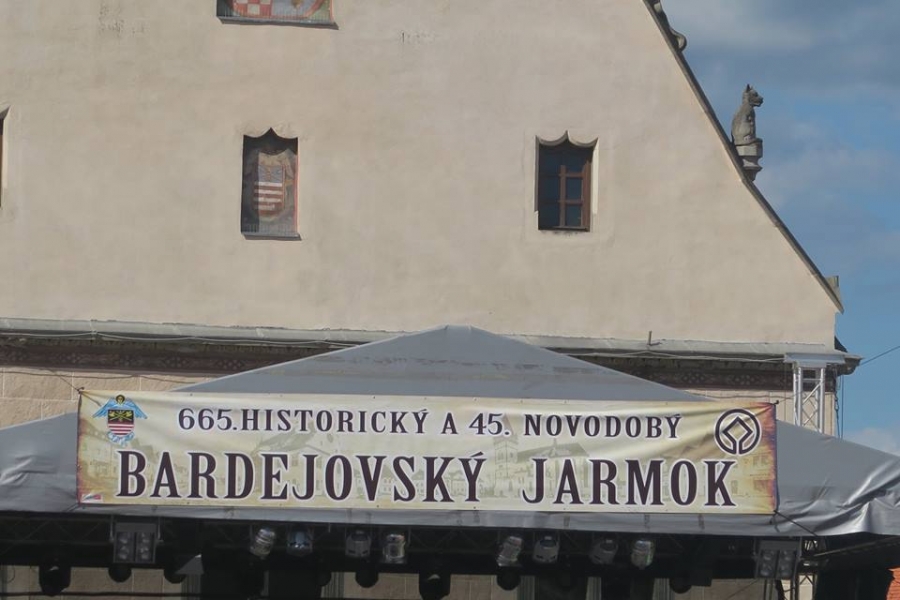 665.HISTORICKÝ A 45. NOVODOBÝ
BARDEJOVSKÝ JARMOK